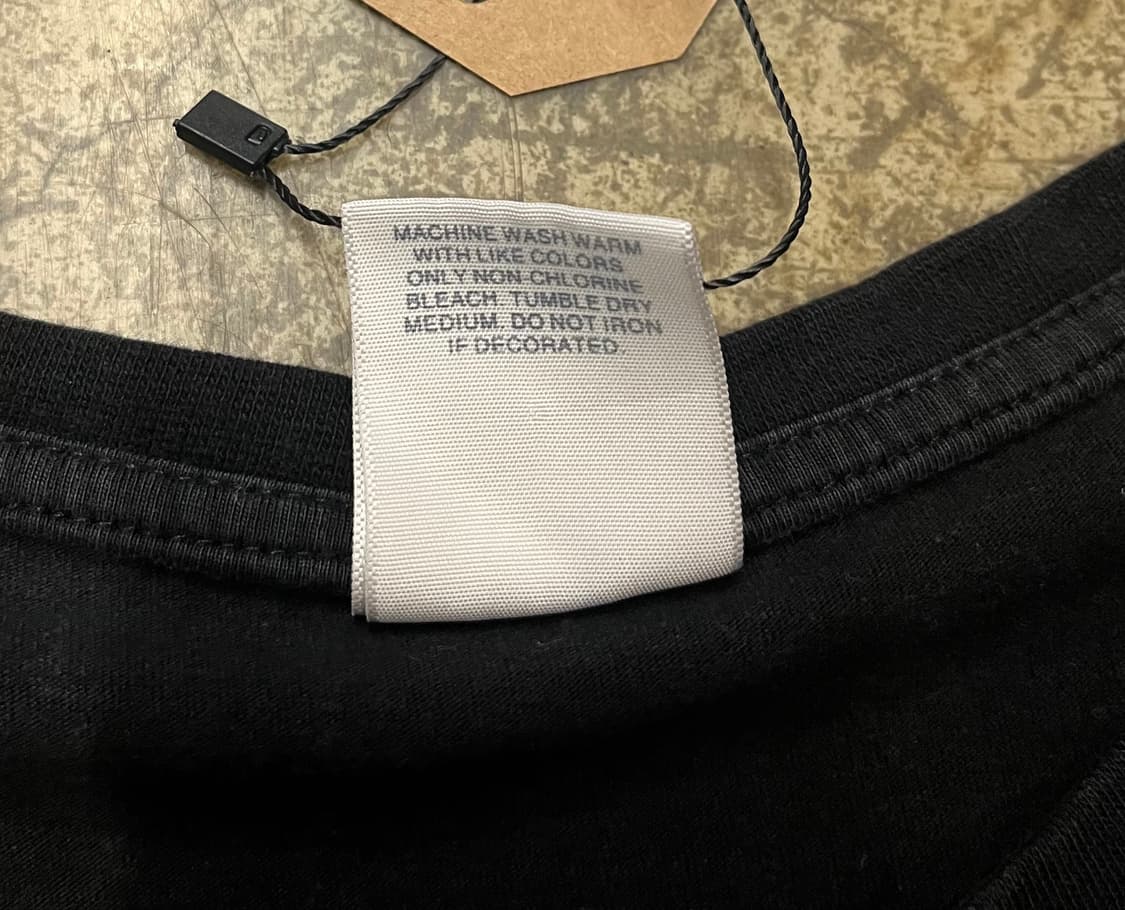 MACHINE WASH WARM
WITH LIKE COLORS
ONLY NON-CHLORINE
BLEACH TUMBLE DRY
MEDIUM. DO NOT IRON
IF DECORATED.